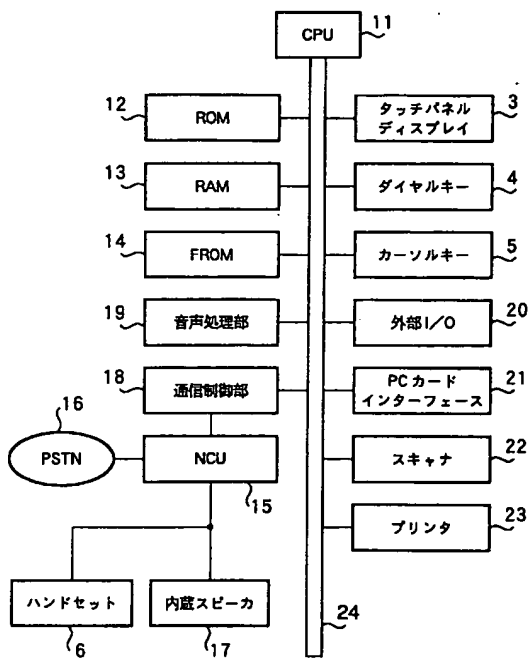 CPU
11
12
ROM
タッチパネル
ディスプレイ
3
13
RAM
ダイヤルキー
4
14
FROM
カーソルキー
5
19
音声処理部
外部I/O
20
18
通信制御部
PCカード
インターフェース
21
16
PSTN
NCU
15
スキャナ
22
プリンタ
23
ハンドセット
6
内蔵スピーカ
17
24